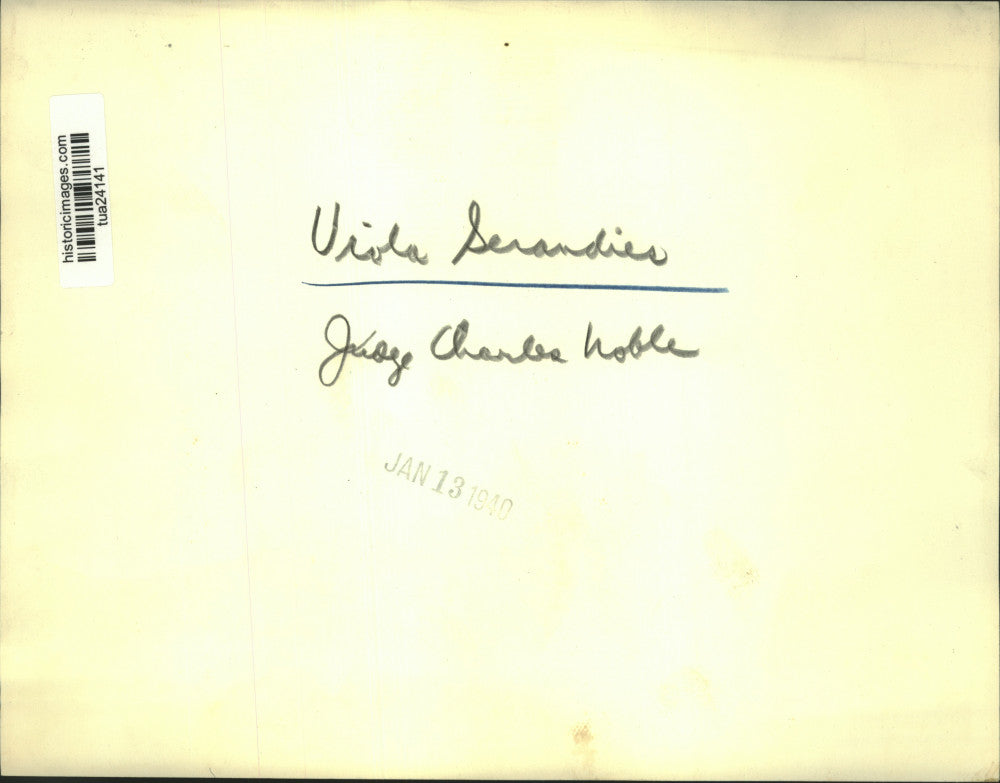 historicimages.com
tua24141
Viola Serandies
Judge Charles Noble
JAN 13 1940